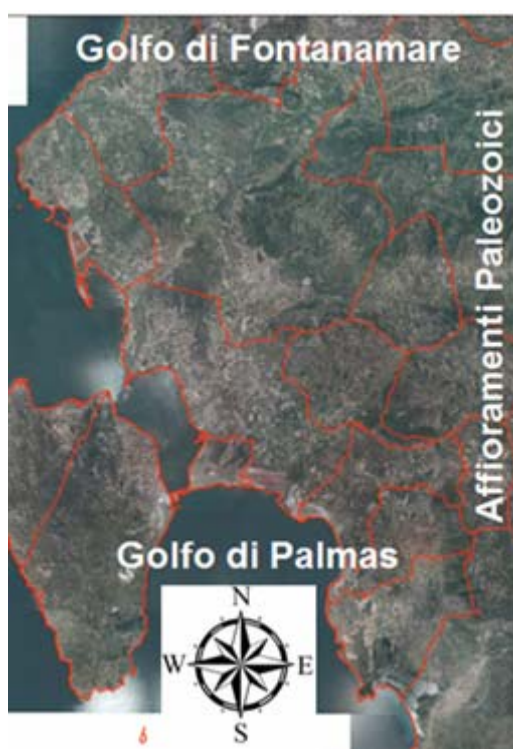 Golfo di Fontanamare
Affioramenti Paleozoici
Golfo di Palmas
N
W
E
S